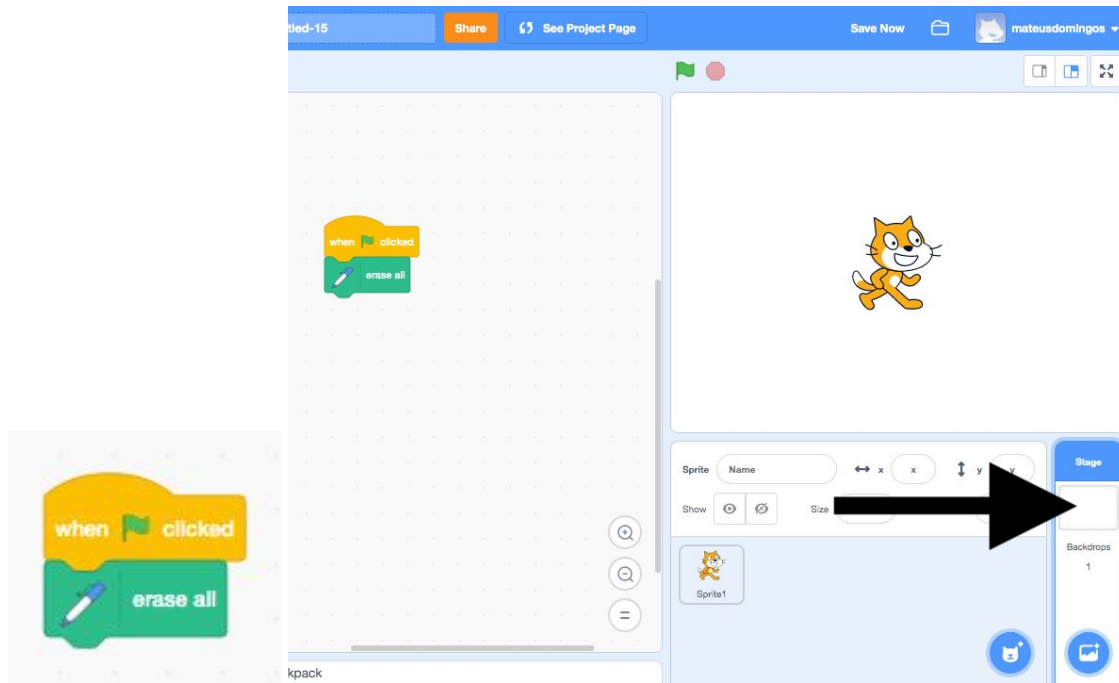 tled-15
Share
See Project Page
Save Now
mateusdomingos
when clicked
erase all
Sprite
Name
x
x
y
y
Show
Size
Stage
Backdrops
1
Sprite1
when clicked
erase all
kpack